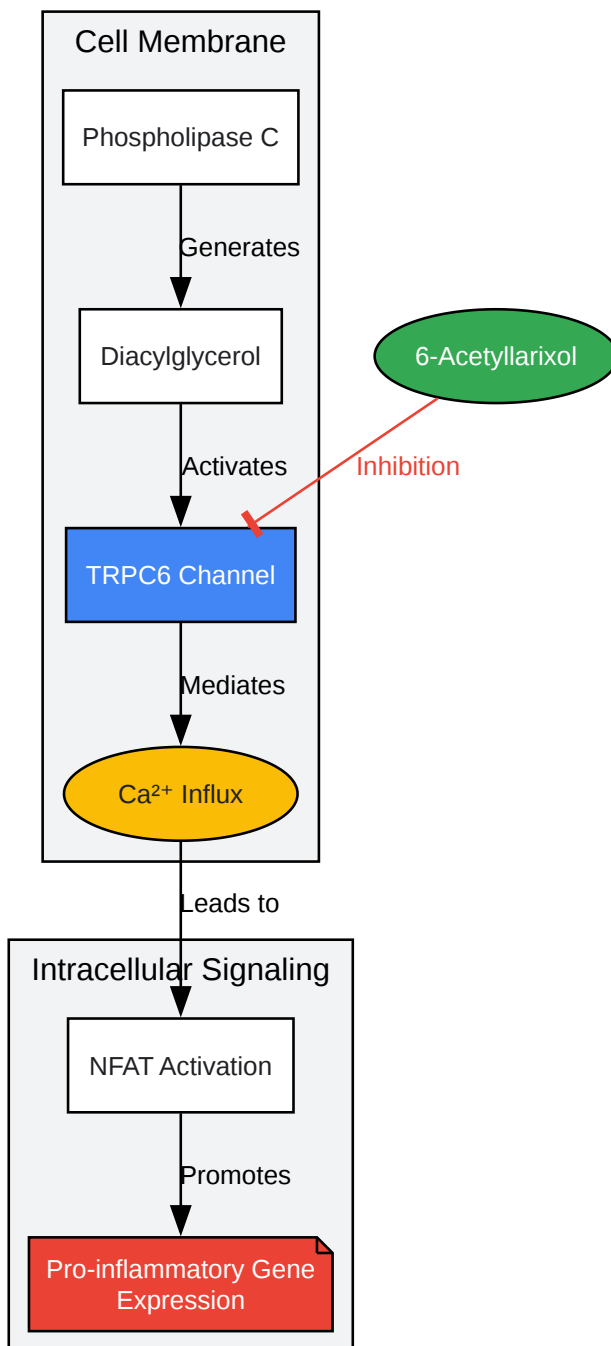 Cell Membrane
Phospholipase C
Generates
Diacylglycerol
6-Acetyllarixol
Activates
Inhibition
TRPC6 Channel
Mediates
Ca²⁺ Influx
Leads to
Intracellular Signaling
NFAT Activation
Promotes
Pro-inflammatory Gene
Expression